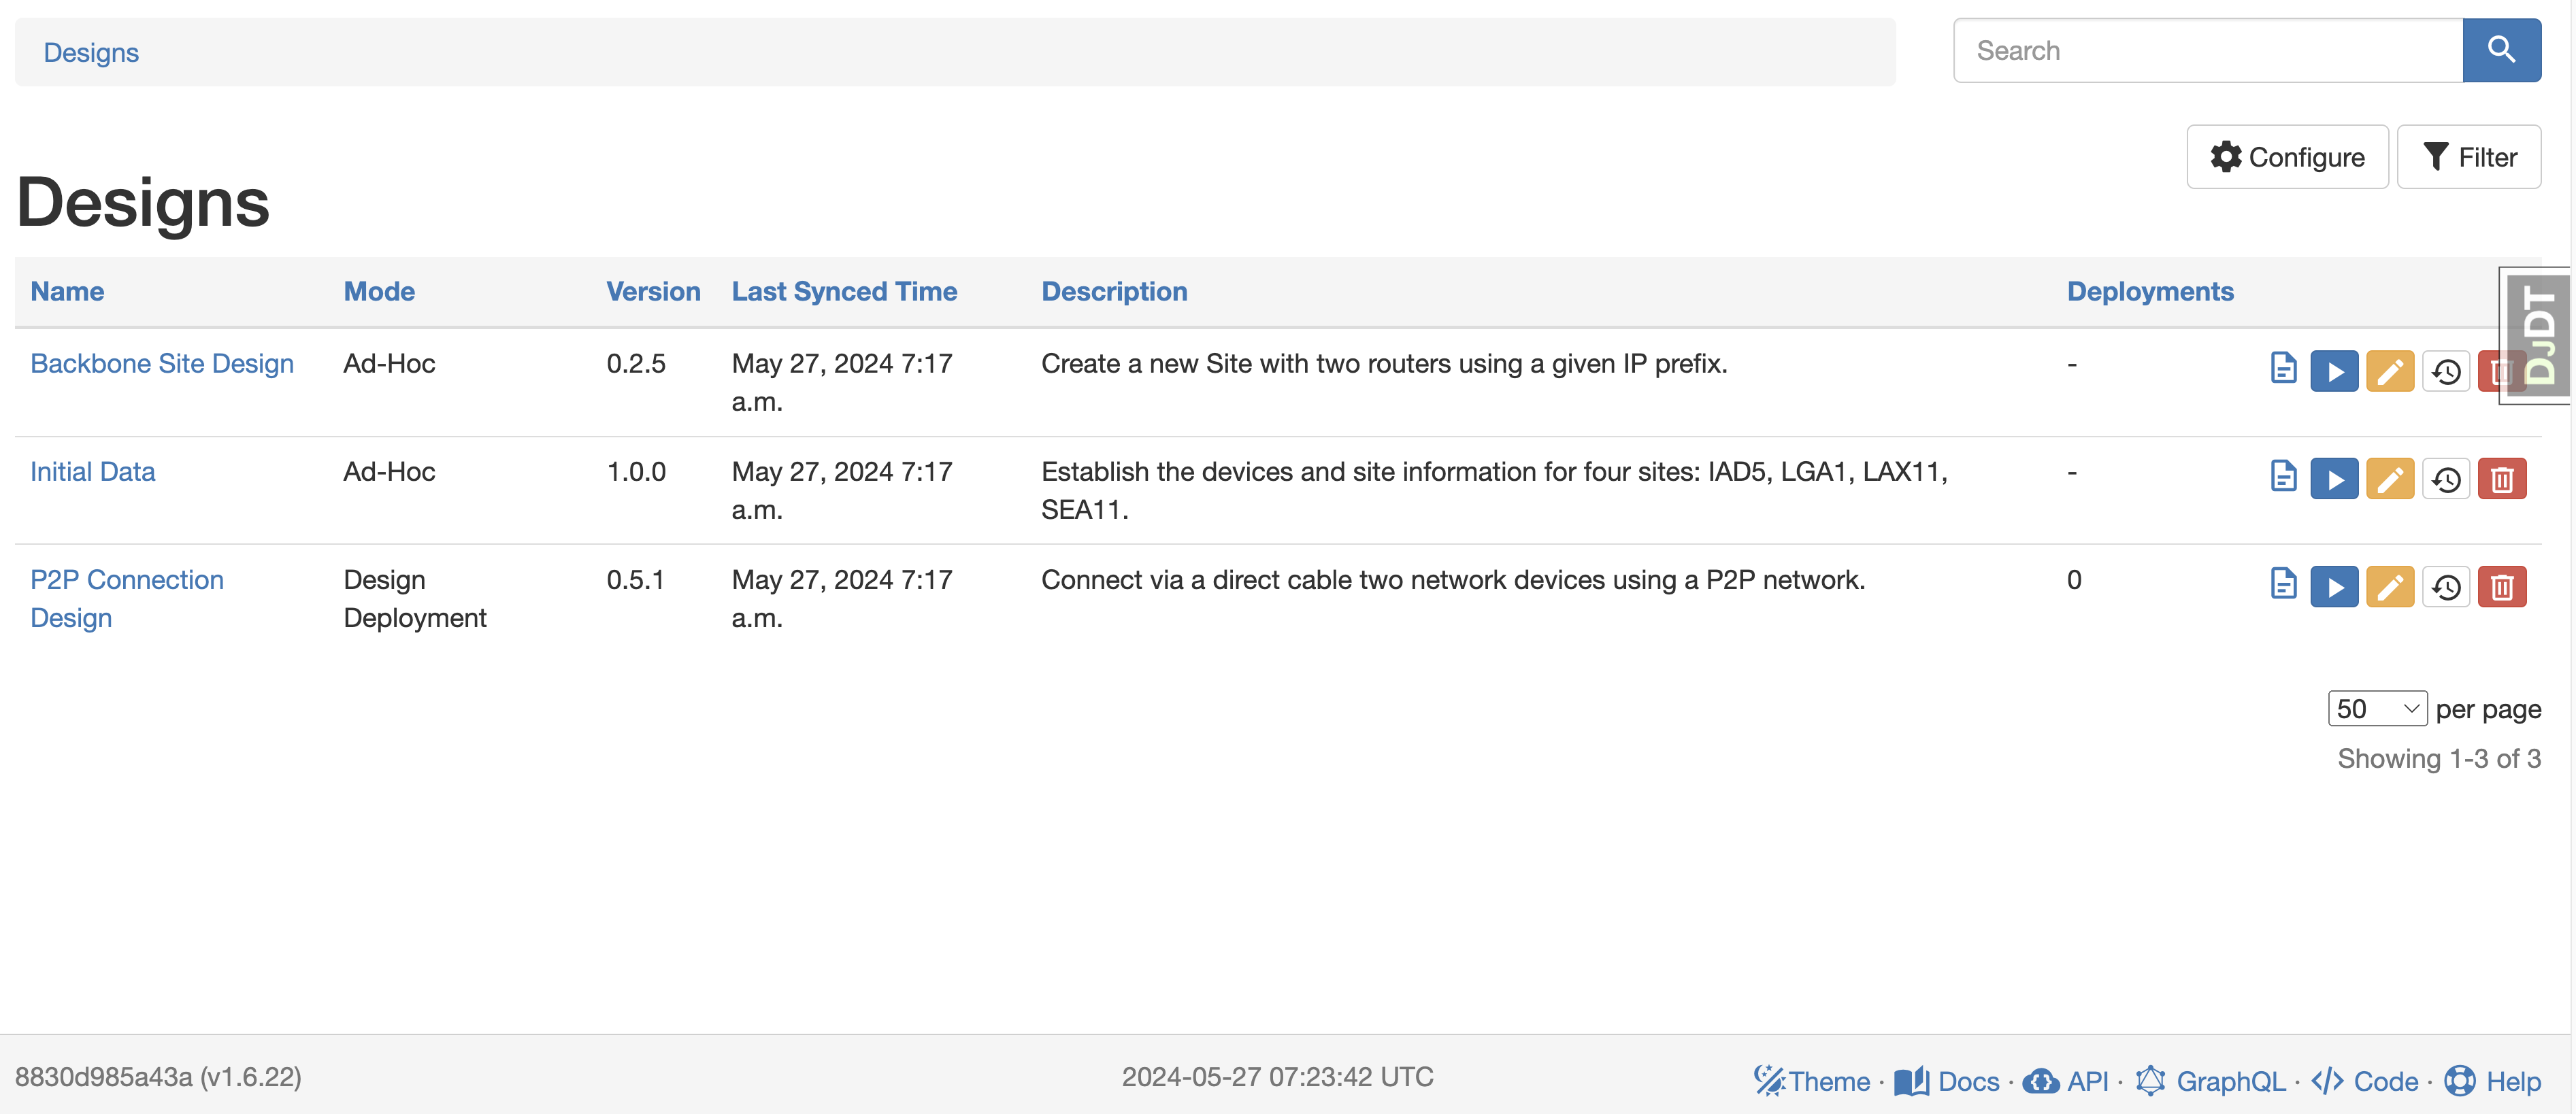 Designs
Search
Configure
Filter
Designs
Name Mode Version Last Synced Time Description Deployments
DJDT
Backbone Site Design Ad-Hoc 0.2.5 May 27, 2024 7:17 Create a new Site with two routers using a given IP prefix. -
a.m.
Initial Data Ad-Hoc 1.0.0 May 27, 2024 7:17 Establish the devices and site information for four sites: IAD5, LGA1, LAX11, -
a.m. SEA11.
P2P Connection Design 0.5.1 May 27, 2024 7:17 Connect via a direct cable two network devices using a P2P network. 0
Design Deployment a.m.
50 per page
Showing 1-3 of 3
8830d985a43a (v1.6.22) 2024-05-27 07:23:42 UTC Theme · Docs · API · GraphQL · Code · Help